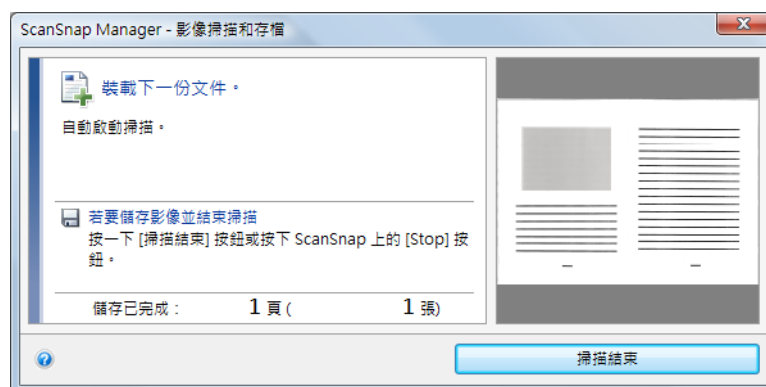 ScanSnap Manager - 影像掃描和存檔
裝載下一份文件。
自動啟動掃描。
若要儲存影像並結束掃描
按一下 [掃描結束] 按鈕或按下 ScanSnap 上的 [Stop] 按
鈕。
儲存已完成： 1 頁 ( 1 張)
掃描結束